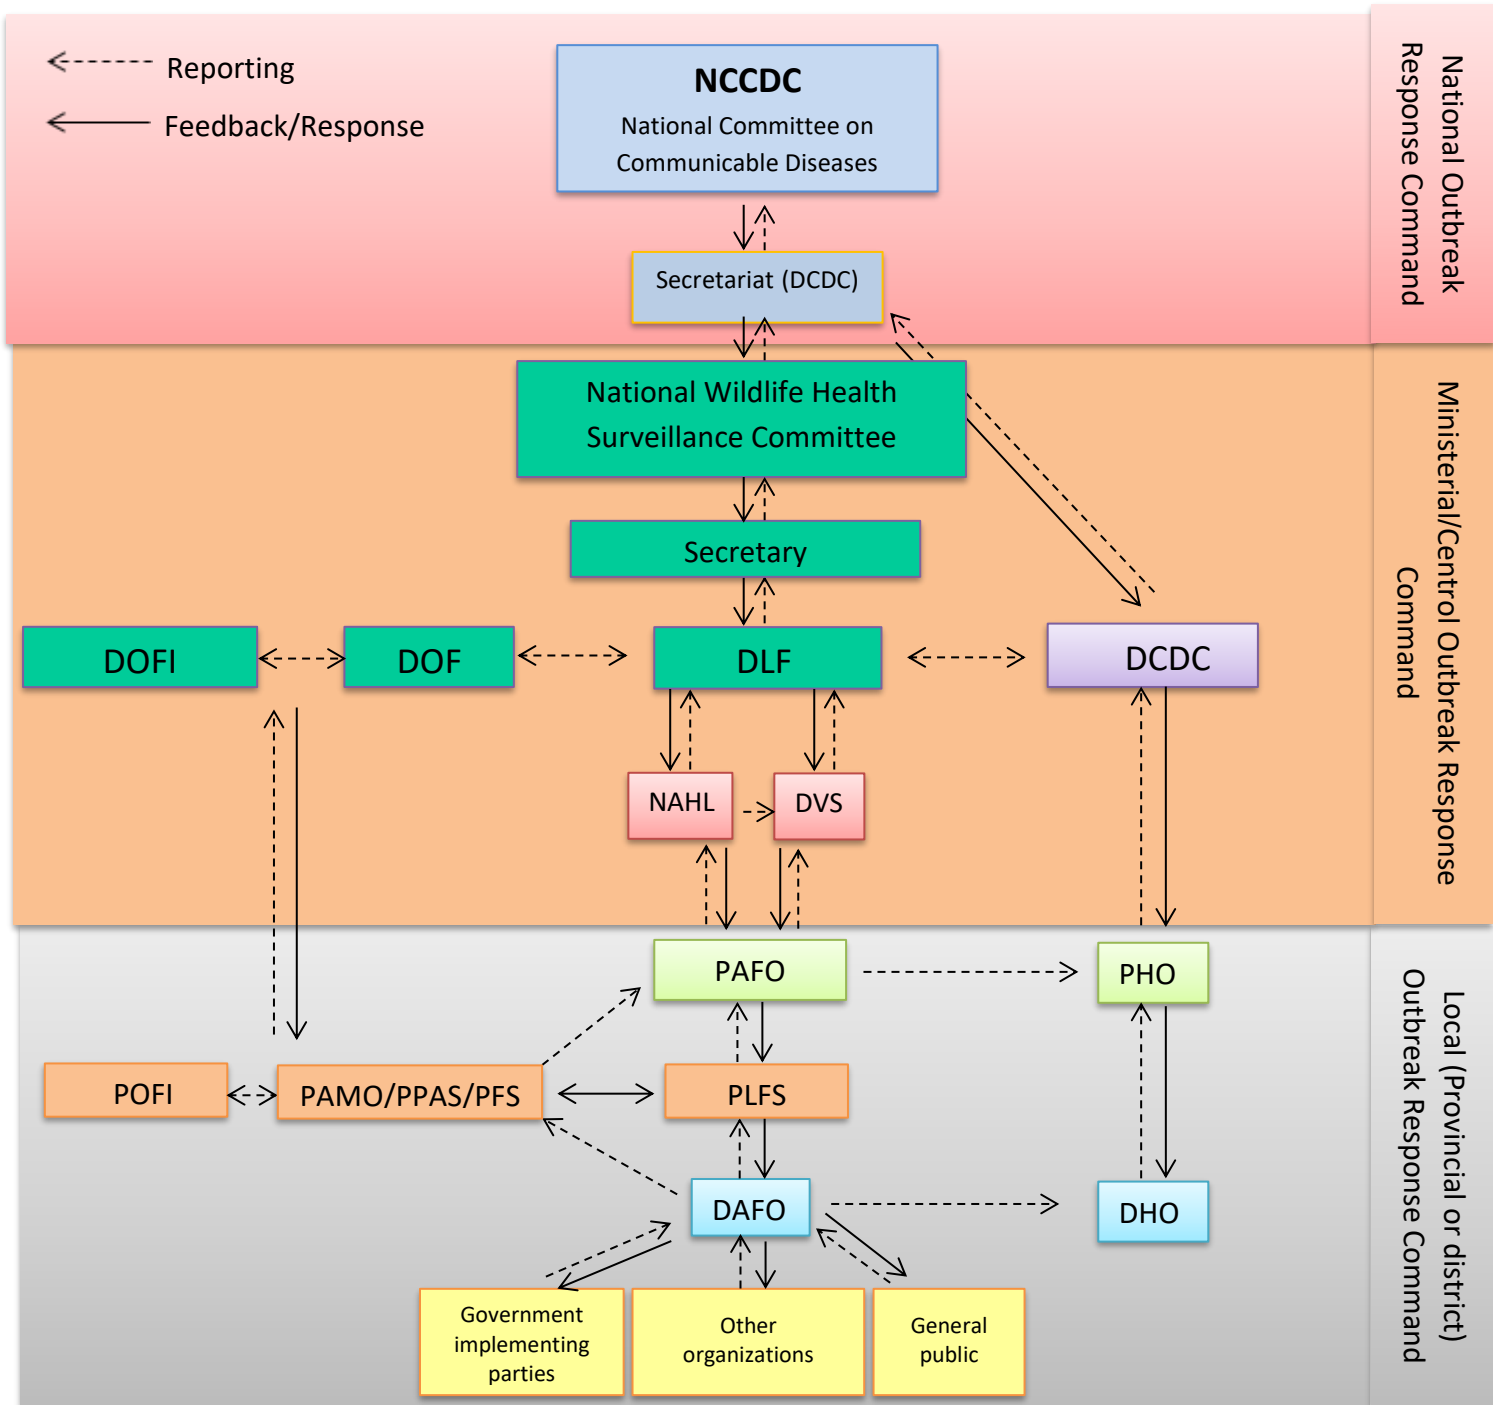 Reporting
Feedback/Response
NCCDC
National Committee on
Communicable Diseases
Secretariat (DCDC)
National Outbreak
Response Command
National Wildlife Health
Surveillance Committee
Secretary
DOFI
DOF
DLF
DCDC
NAHL
DVS
Ministerial/Centrol Outbreak Response
Command
PAFO
PHO
POFI
PAMO/PPAS/PFS
PLFS
DAFO
DHO
Government
implementing
parties
Other
organizations
General
public
Local (Provincial or district)
Outbreak Response Command